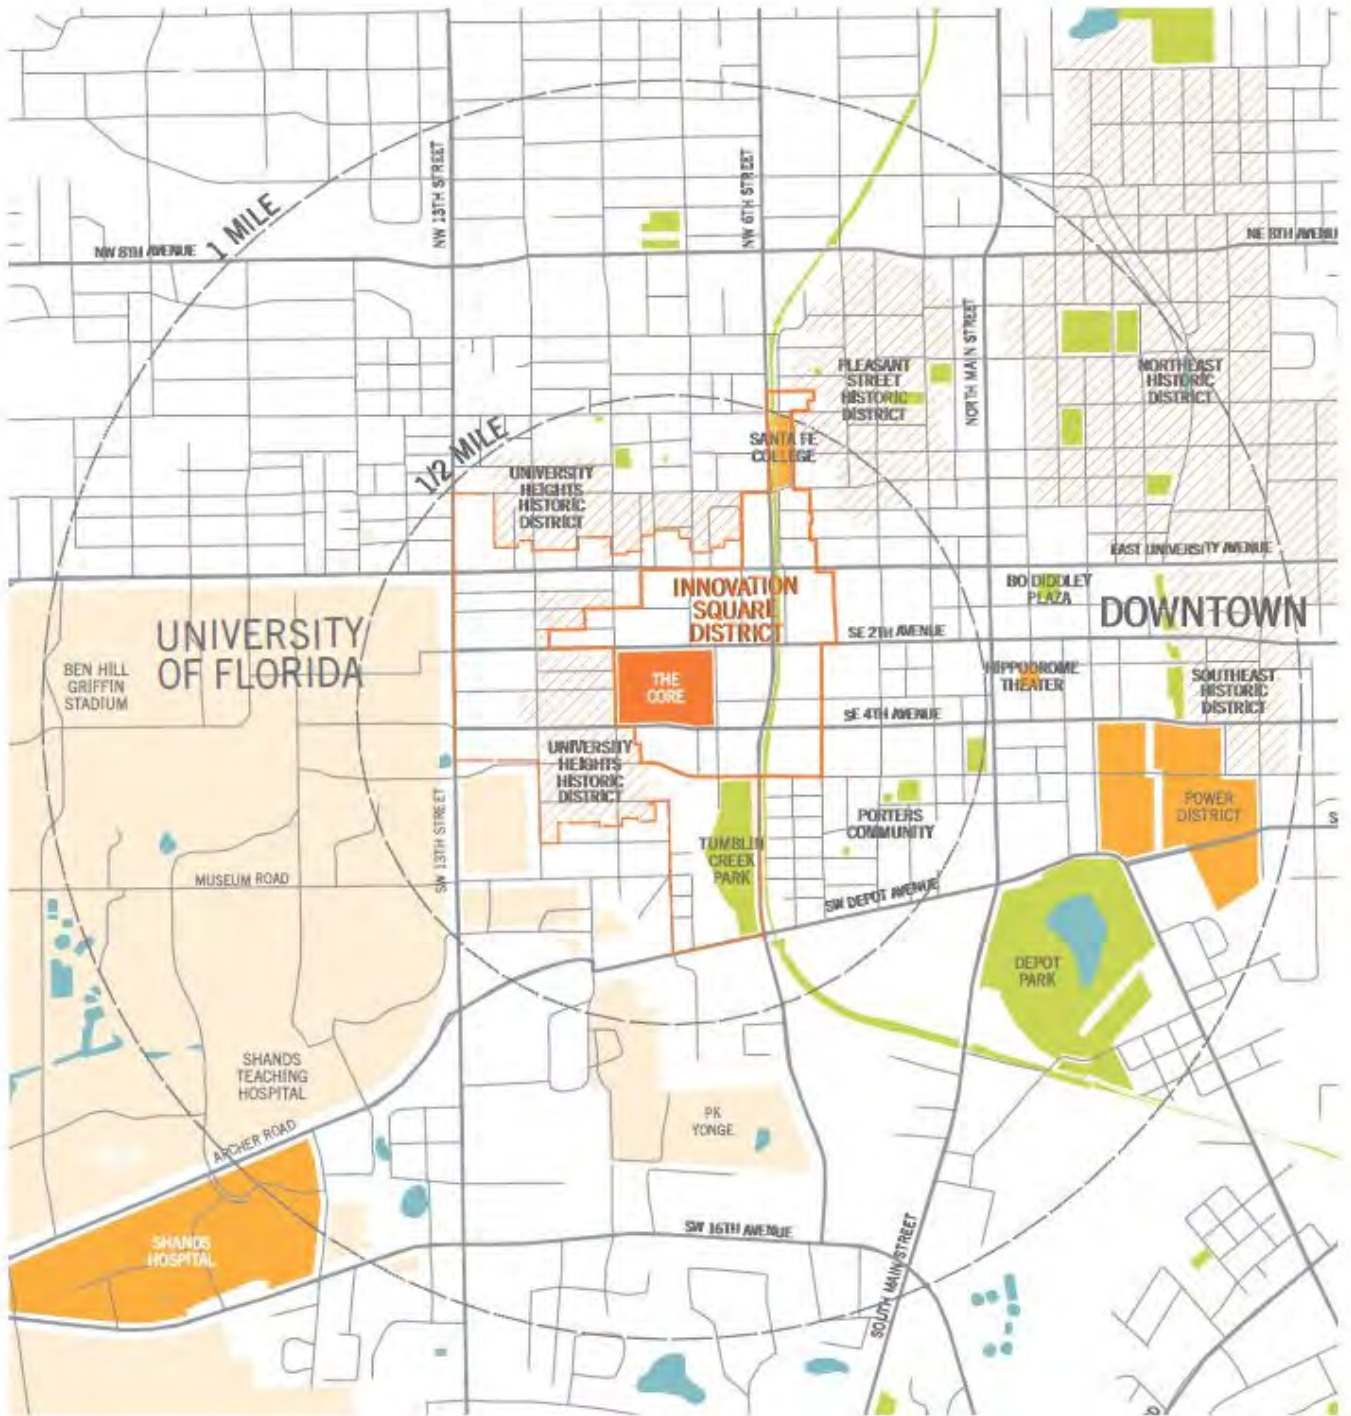 NW 13TH STREET
NW 6TH STREET
1 MILE
NW 8TH AVENUE
NE 8TH AVENU
NORTH MAIN STREET
PLEASANT
STREET
HISTORIC
DISTRICT
NORTHEAST
HISTORIC
DISTRICT
1/2 MILE
SANTA FE
COLLEGE
UNIVERSITY
HEIGHTS
HISTORIC
DISTRICT
EAST UNIVERSITY AVENUE
INNOVATION
SQUARE
DISTRICT
BO DIDDLEY
PLAZA
DOWNTOWN
UNIVERSITY
OF FLORIDA
SE 2TH AVENUE
BEN HILL
GRIFFIN
STADIUM
THE
CORE
HIPPODROME
THEATER
SOUTHEAST
HISTORIC
DISTRICT
SE 4TH AVENUE
UNIVERSITY
HEIGHTS
HISTORIC
DISTRICT
SW 13TH STREET
POWER
DISTRICT
S
PORTERS
COMMUNITY
TUMBLIN
CREEK
PARK
MUSEUM ROAD
SW DEPOT AVENUE
DEPOT
PARK
SHANDS
TEACHING
HOSPITAL
PK
YONGE
ARCHER ROAD
SHANDS
HOSPITAL
SW 16TH AVENUE
SOUTH MAIN STREET